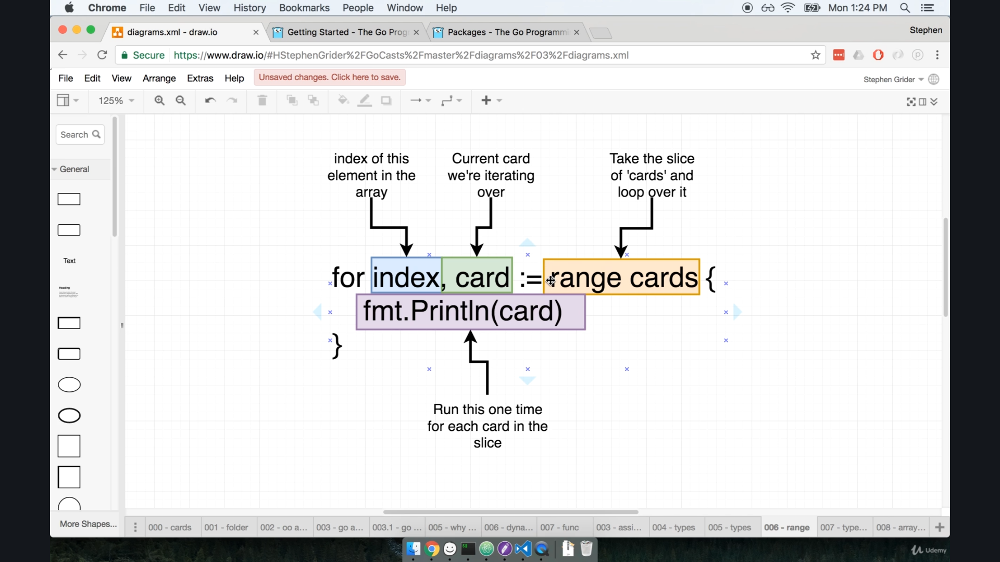 Chrome File Edit View History Bookmarks People Window Help Mon 1:24 PM
diagrams.xml - draw.io Getting Started - The Go Prog Packages - The Go Programmi Stephen
Secure https://www.draw.io/#HStephenGrider%2FGoCasts%2Fmaster%2Fdiagrams%2F03%2Fdiagrams.xml
File Edit View Arrange Extras Help Unsaved changes. Click here to save. Stephen Grider
125%
Search
General
Text
Heading
More Shapes...
index of this
element in the
array
Current card
we're iterating
over
Take the slice
of 'cards' and
loop over it
for index, card := range cards {
fmt.Println(card)
}
Run this one time
for each card in the
slice
000 - cards 001 - folder 002 - oo a... 003 - go a... 003.1 - go ... 005 - why ... 006 - dyna... 007 - func 003 - assi... 004 - types 005 - types 006 - range 007 - type... 008 - array...
Udemy